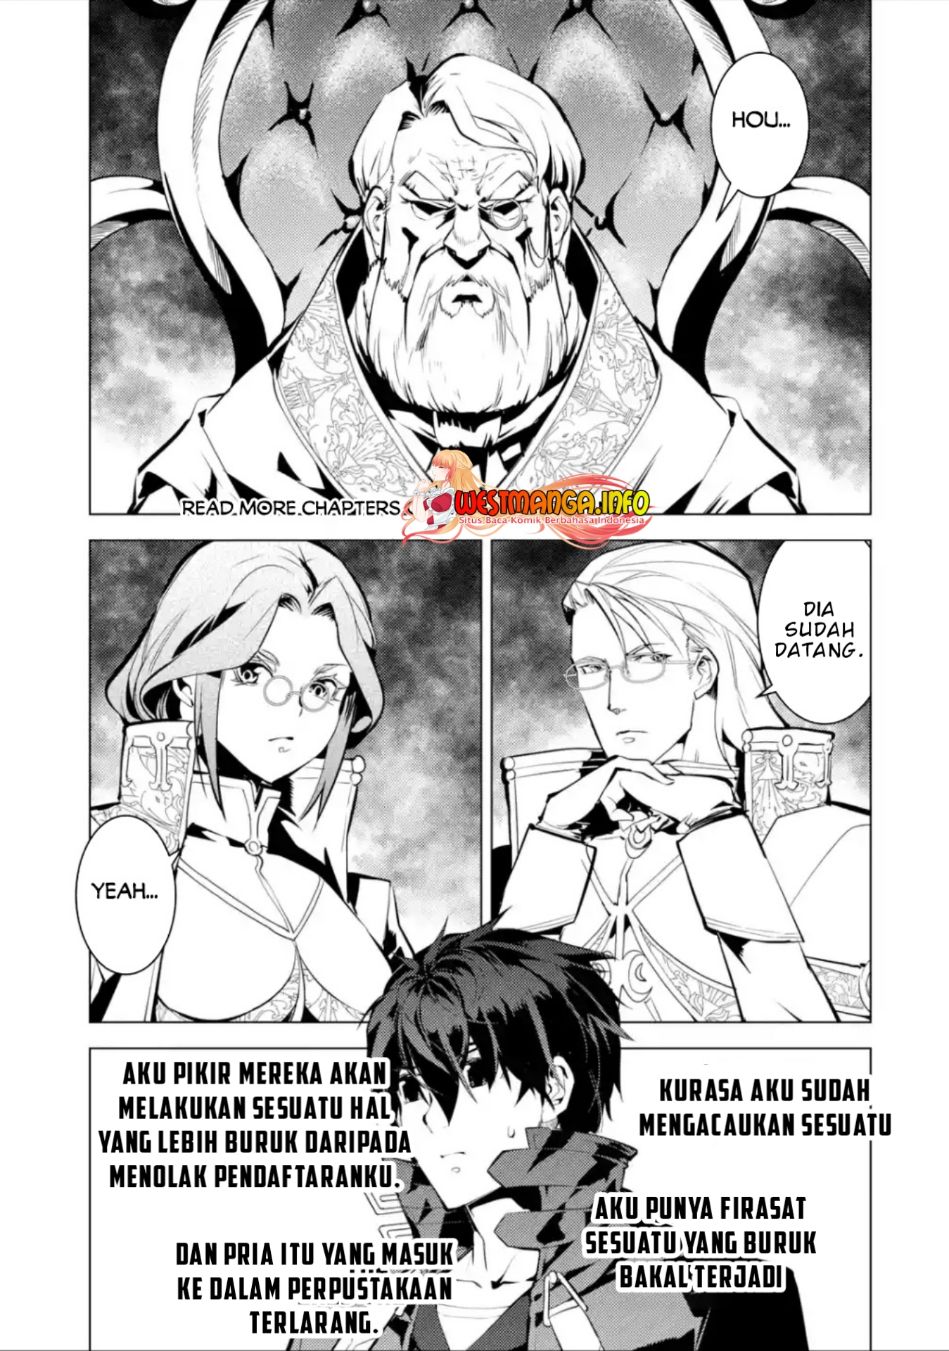 HOU...
READ MORE CHAPTERS
WESTMANGA.INFO
Situs Baca Komik Berbahasa Indonesia
DIA
SUDAH
DATANG.
YEAH...
KURASA AKU SUDAH
MENGACAUKAN SESUATU
AKU PIKIR MEREKA AKAN
MELAKUKAN SESUATU HAL
YANG LEBIH BURUK DARIPADA
MENOLAK PENDAFTARANKU.
AKU PUNYA FIRASAT
SESUATU YANG BURUK
BAKAL TERJADI
DAN PRIA ITU YANG MASUK
KE DALAM PERPUSTAKAAN
TERLARANG.